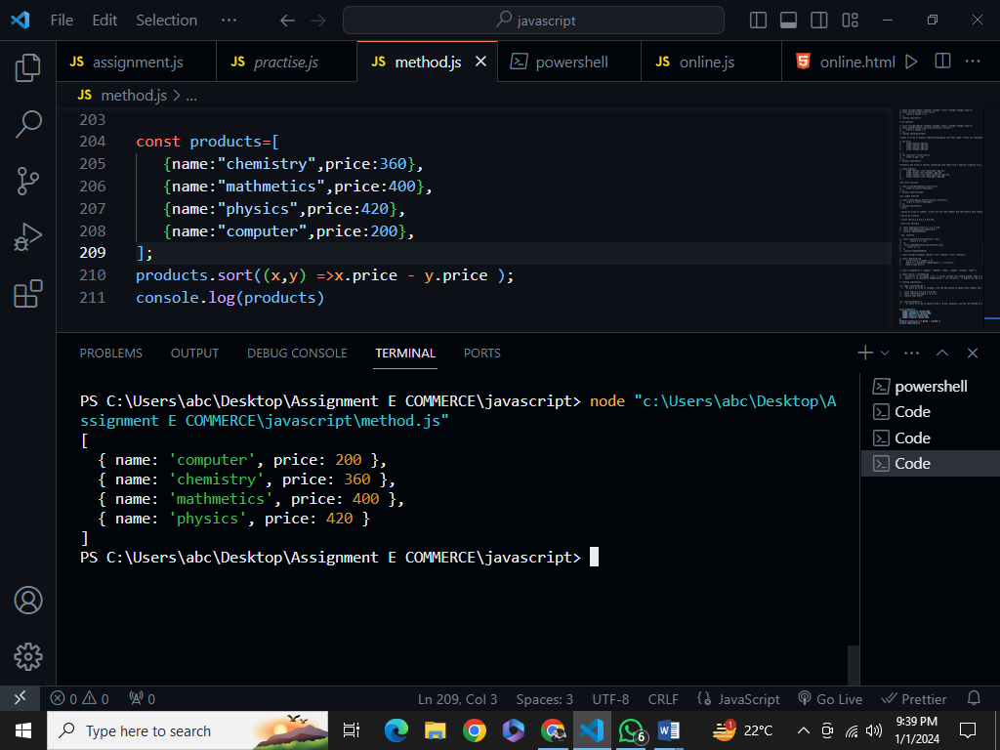 File Edit Selection ··· javascript
JS assignment.js JS practise.js JS method.js powershell JS online.js online.html ···
JS method.js > ...
203
204 const products=[
205 {name:"chemistry",price:360},
206 {name:"mathmetics",price:400},
207 {name:"physics",price:420},
208 {name:"computer",price:200},
209 ];
210 products.sort((x,y) =>x.price - y.price );
211 console.log(products)
PROBLEMS OUTPUT DEBUG CONSOLE TERMINAL PORTS
PS C:\Users\abc\Desktop\Assignment E COMMERCE\javascript> node "c:\Users\abc\Desktop\A
ssignment E COMMERCE\javascript\method.js"
[
{ name: 'computer', price: 200 },
{ name: 'chemistry', price: 360 },
{ name: 'mathmetics', price: 400 },
{ name: 'physics', price: 420 }
]
PS C:\Users\abc\Desktop\Assignment E COMMERCE\javascript>
powershell
Code
Code
Code
0 0 0 Ln 209, Col 3 Spaces: 3 UTF-8 CRLF {} JavaScript Go Live Prettier
Type here to search 6 W 1 22°C 9:39 PM
1/1/2024